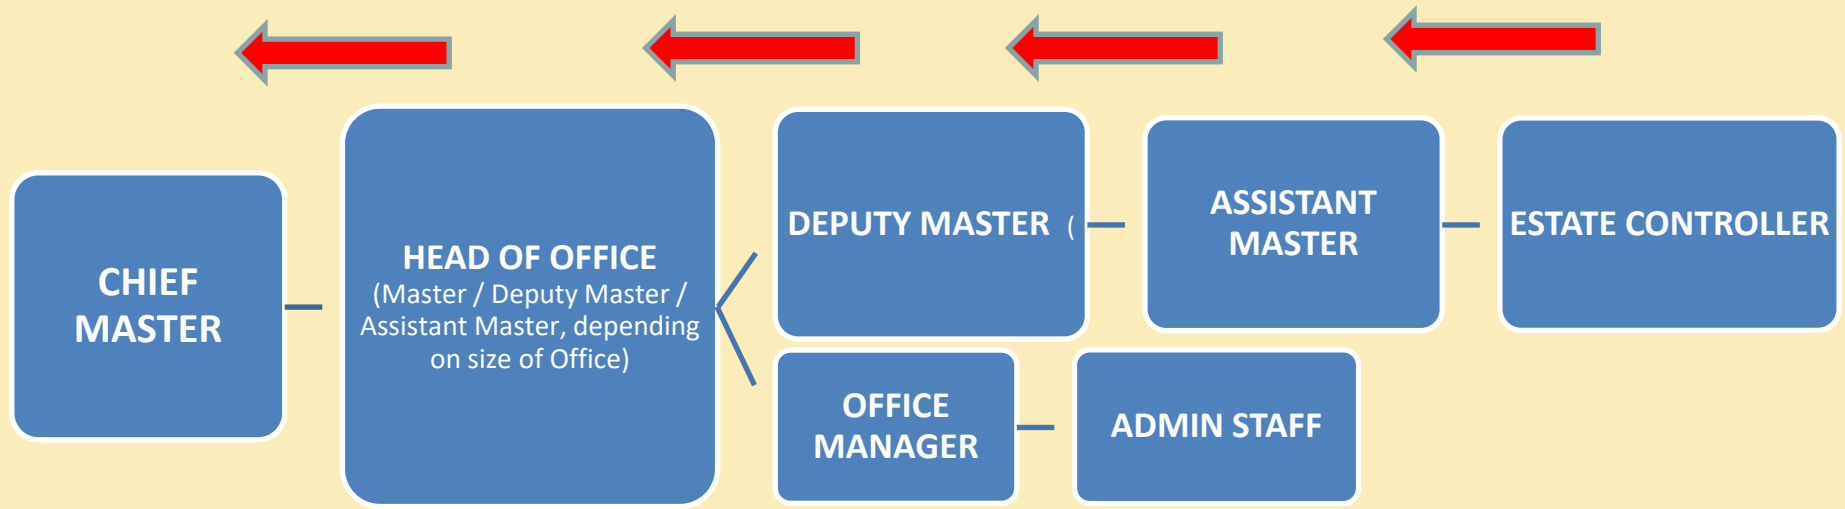 CHIEF
MASTER
HEAD OF OFFICE
(Master / Deputy Master /
Assistant Master, depending
on size of Office)
DEPUTY MASTER (
ASSISTANT
MASTER
ESTATE CONTROLLER
OFFICE
MANAGER
ADMIN STAFF